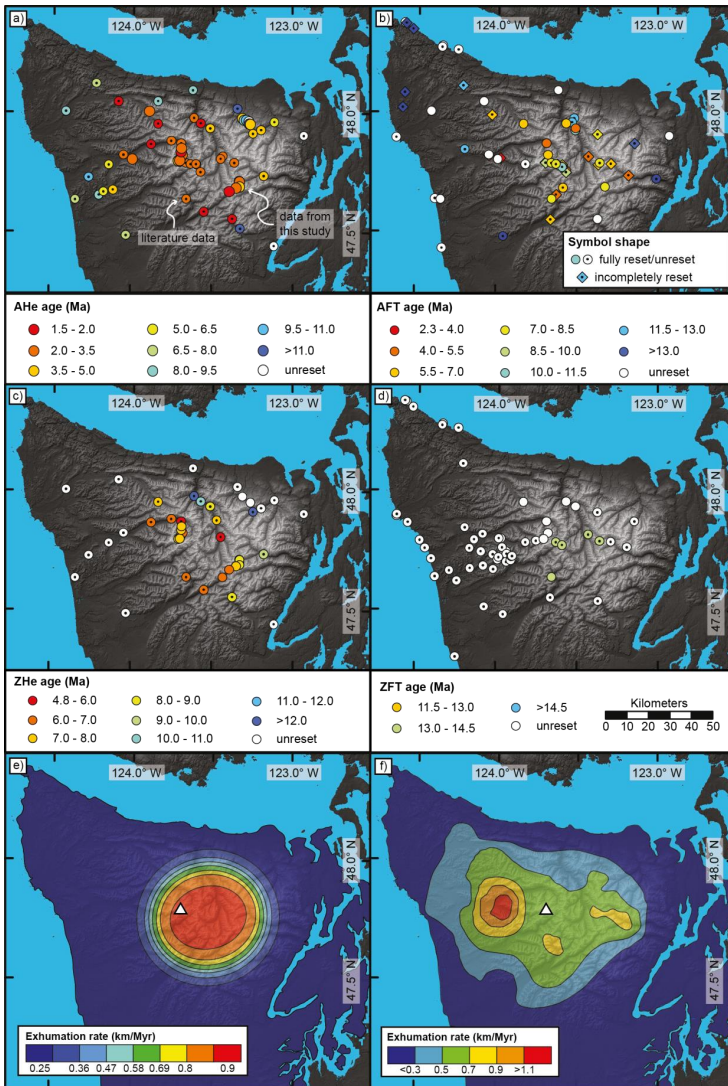 a)
124.0° W
123.0° W
48.0° N
47.5° N
literature data
data from
this study
b)
124.0° W
123.0° W
48.0° N
47.5° N
Symbol shape
fully reset/unreset
incompletely reset
AHe age (Ma)
1.5 - 2.0
2.0 - 3.5
3.5 - 5.0
5.0 - 6.5
6.5 - 8.0
8.0 - 9.5
9.5 - 11.0
>11.0
unreset
AFT age (Ma)
2.3 - 4.0
4.0 - 5.5
5.5 - 7.0
7.0 - 8.5
8.5 - 10.0
10.0 - 11.5
11.5 - 13.0
>13.0
unreset
c)
124.0° W
123.0° W
48.0° N
47.5° N
d)
124.0° W
123.0° W
48.0° N
47.5° N
ZHe age (Ma)
4.8 - 6.0
6.0 - 7.0
7.0 - 8.0
8.0 - 9.0
9.0 - 10.0
10.0 - 11.0
11.0 - 12.0
>12.0
unreset
ZFT age (Ma)
11.5 - 13.0
13.0 - 14.5
>14.5
unreset
Kilometers
0 10 20 30 40 50
e)
124.0° W
123.0° W
48.0° N
47.5° N
Exhumation rate (km/Myr)
0.25 0.36 0.47 0.58 0.69 0.8 0.9
f)
124.0° W
123.0° W
48.0° N
47.5° N
Exhumation rate (km/Myr)
<0.3 0.5 0.7 0.9 >1.1